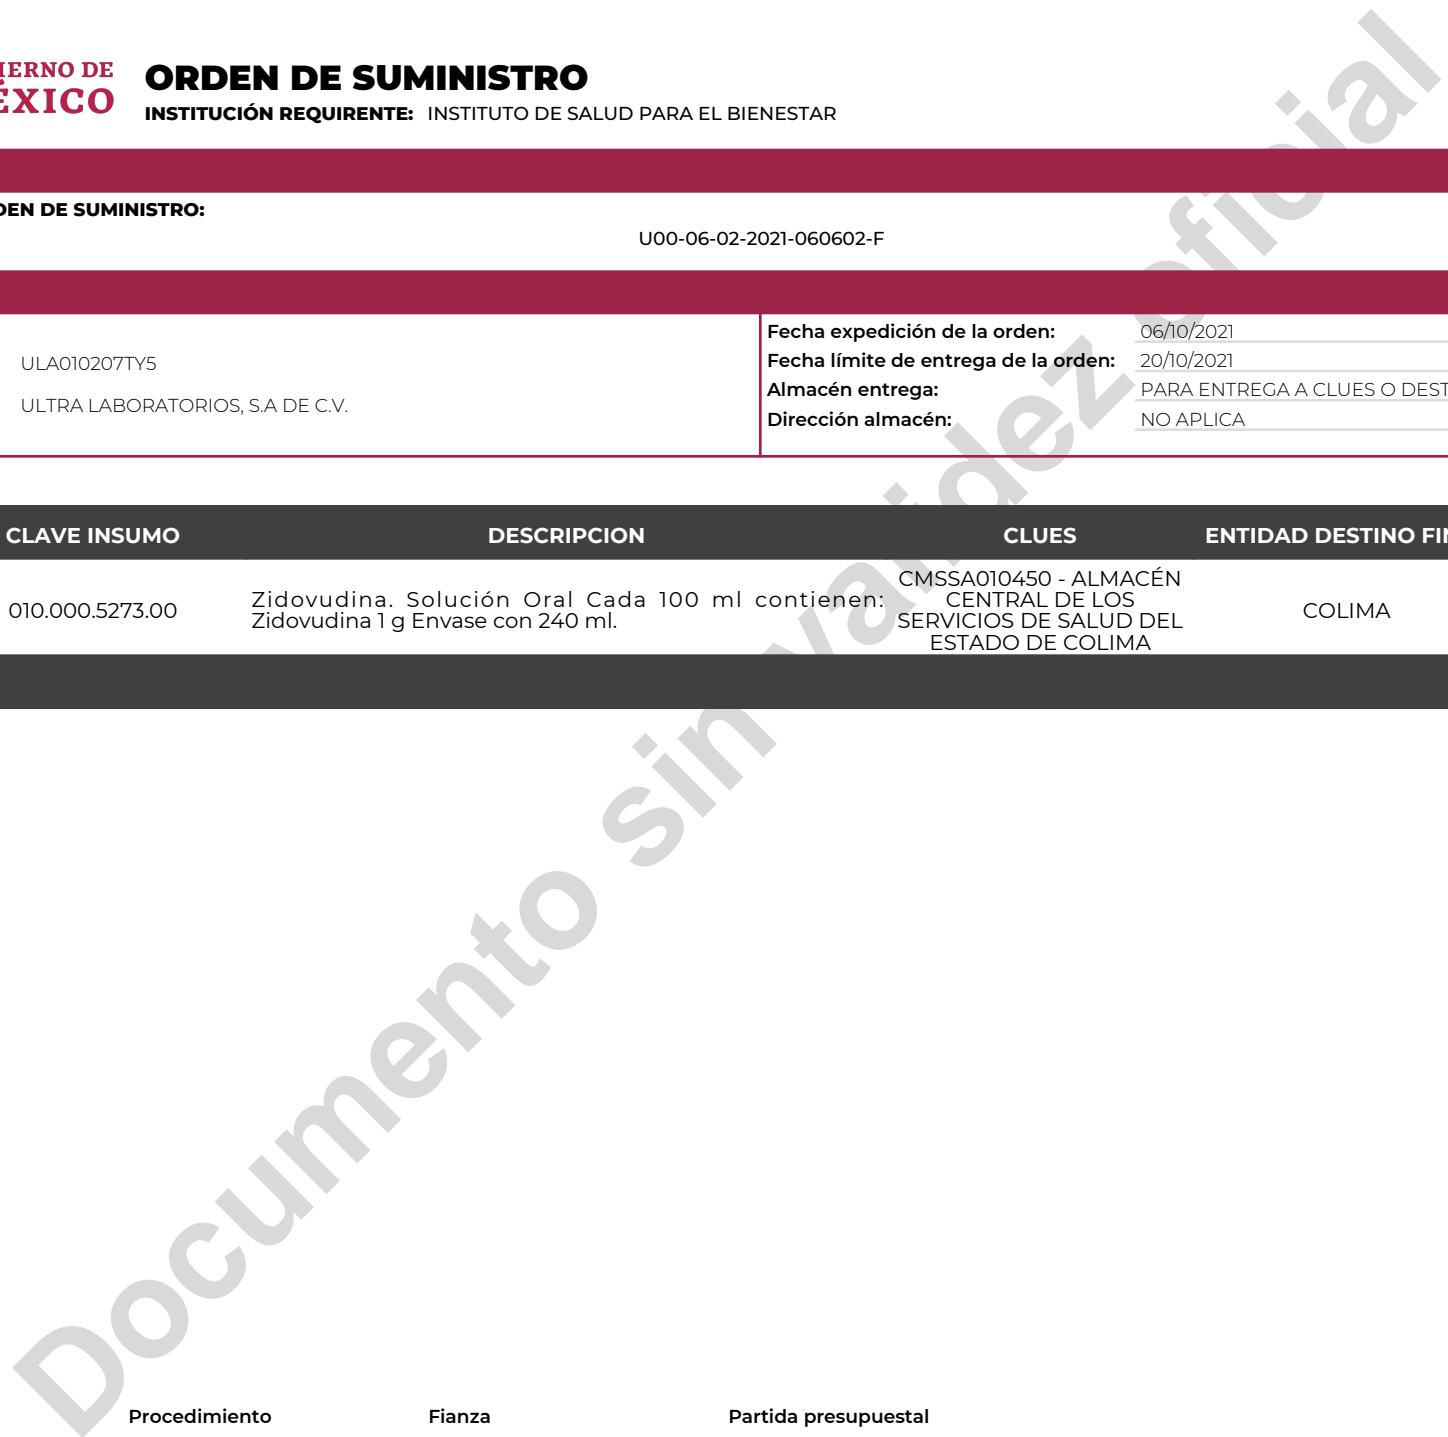 IERNO DE
ÉXICO
ORDEN DE SUMINISTRO
INSTITUCIÓN REQUIRENTE: INSTITUTO DE SALUD PARA EL BIENESTAR
DEN DE SUMINISTRO:
U00-06-02-2021-060602-F
ULA010207TY5
ULTRA LABORATORIOS, S.A DE C.V.
Fecha expedición de la orden: 06/10/2021
Fecha límite de entrega de la orden: 20/10/2021
Almacén entrega: PARA ENTREGA A CLUES O DEST
Dirección almacén: NO APLICA
CLAVE INSUMO DESCRIPCION CLUES ENTIDAD DESTINO FIN
010.000.5273.00
Zidovudina. Solución Oral Cada 100 ml contienen:
Zidovudina 1 g Envase con 240 ml.
CMSSA010450 - ALMACÉN
CENTRAL DE LOS
SERVICIOS DE SALUD DEL
ESTADO DE COLIMA
COLIMA
Documento sin validez oficial
Procedimiento Fianza Partida presupuestal